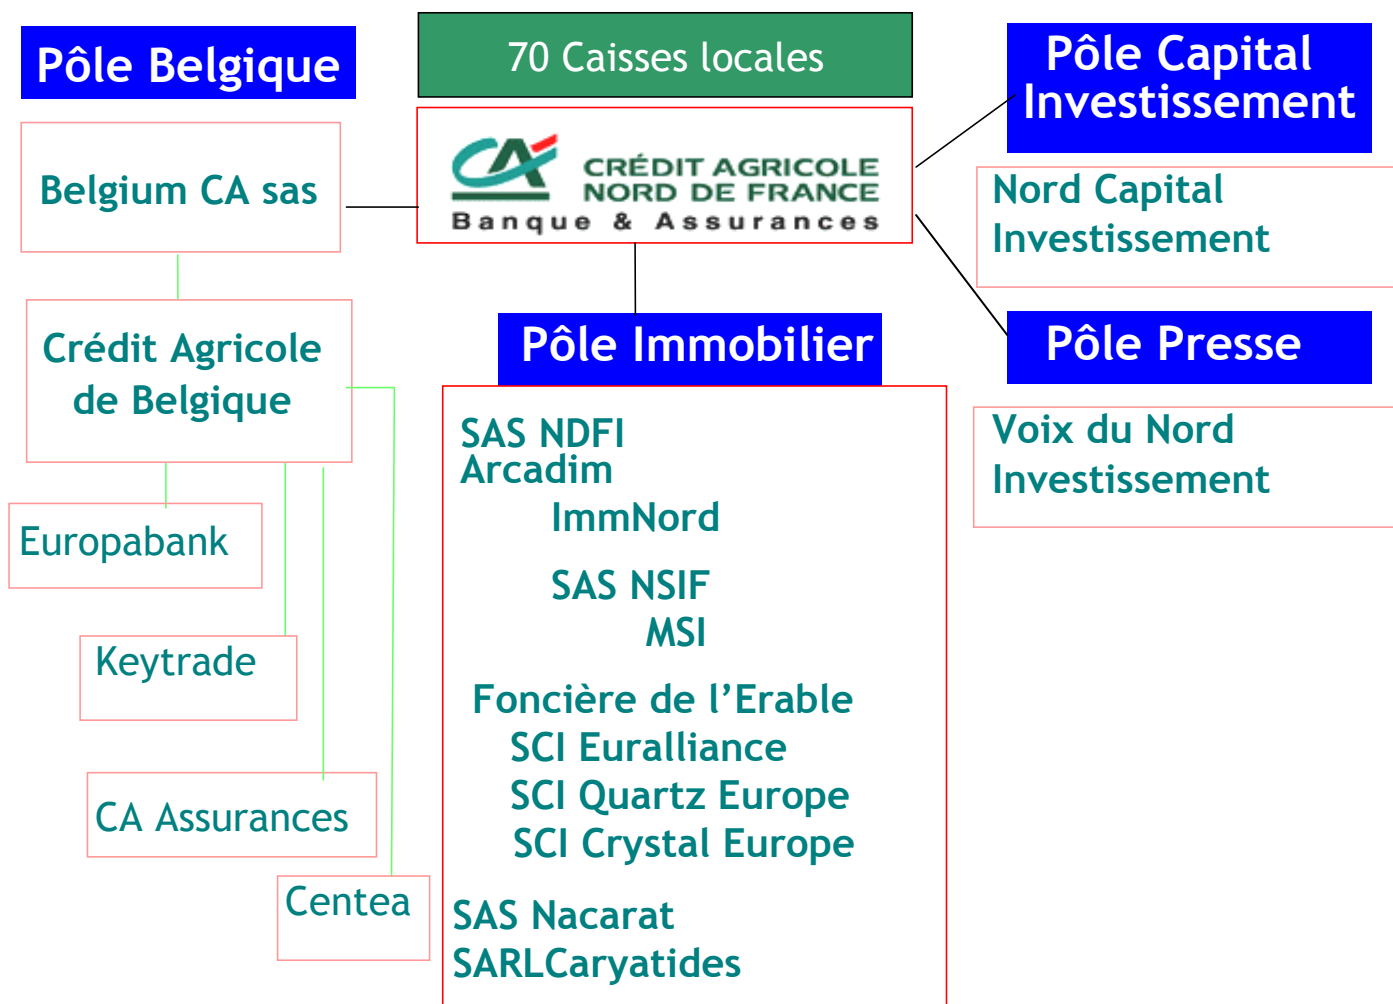 Pôle Belgique
70 Caisses locales
Pôle Capital
Investissement
CA
CRÉDIT AGRICOLE
NORD DE FRANCE
Banque & Assurances
Belgium CA sas
Nord Capital
Investissement
Crédit Agricole
de Belgique
Pôle Immobilier
Pôle Presse
Voix du Nord
Investissement
SAS NDFI
Arcadim
ImmNord
SAS NSIF
MSI
Foncière de l’Erable
SCI Euralliance
SCI Quartz Europe
SCI Crystal Europe
SAS Nacarat
SARLCaryatides
Europabank
Keytrade
CA Assurances
Centea